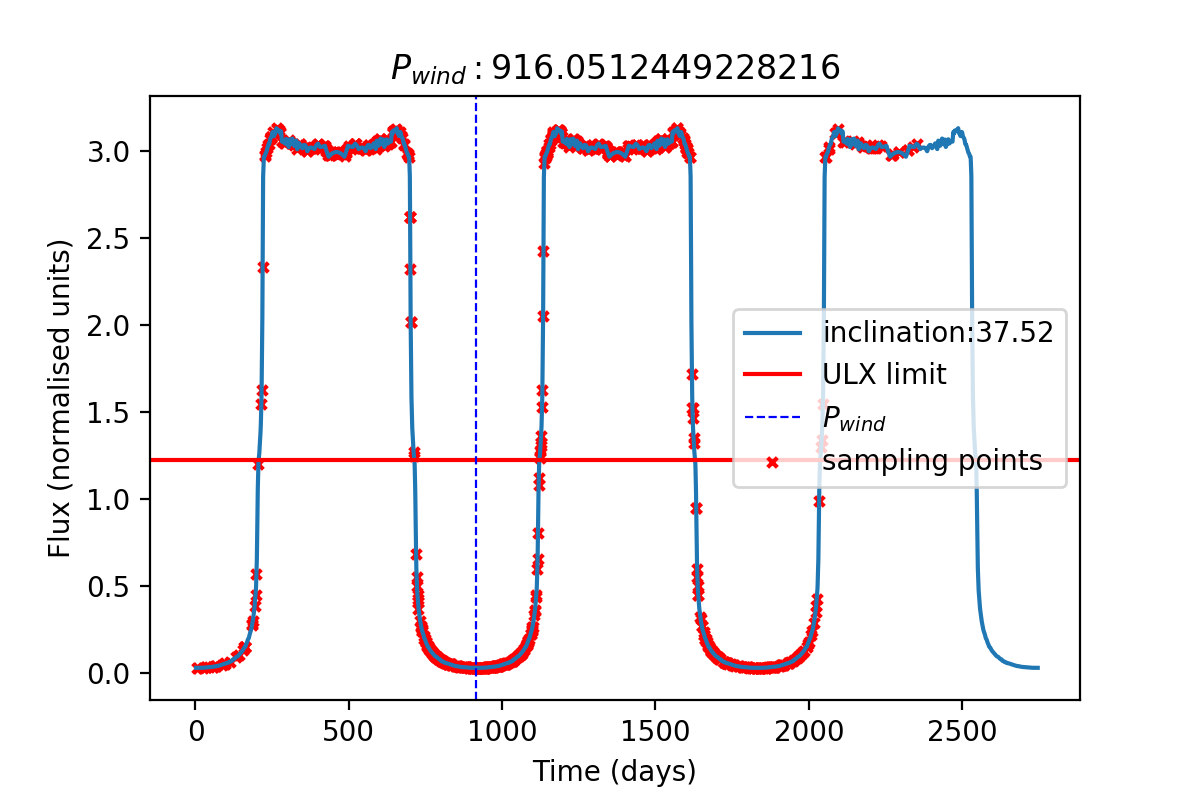 P_wind : 916.0512449228216
Flux (normalised units)
3.0
2.5
2.0
1.5
1.0
0.5
0.0
inclination:37.52
ULX limit
P_wind
sampling points
0 500 1000 1500 2000 2500
Time (days)